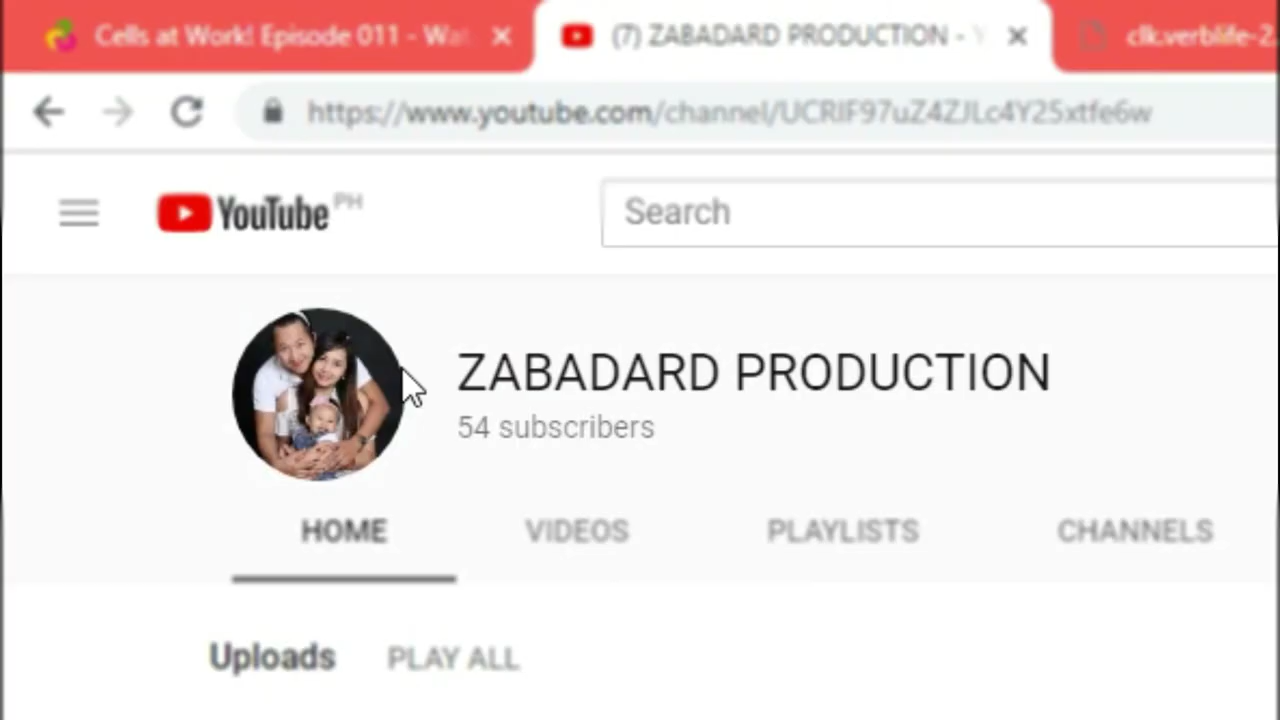 Cells at Work! Episode 011 - Wat
(7) ZABADARD PRODUCTION - Y
clk.verblife-2.
https://www.youtube.com/channel/UCRIF97uZ4ZJLc4Y25xtfe6w
YouTube PH
Search
ZABADARD PRODUCTION
54 subscribers
HOME VIDEOS PLAYLISTS CHANNELS
Uploads PLAY ALL